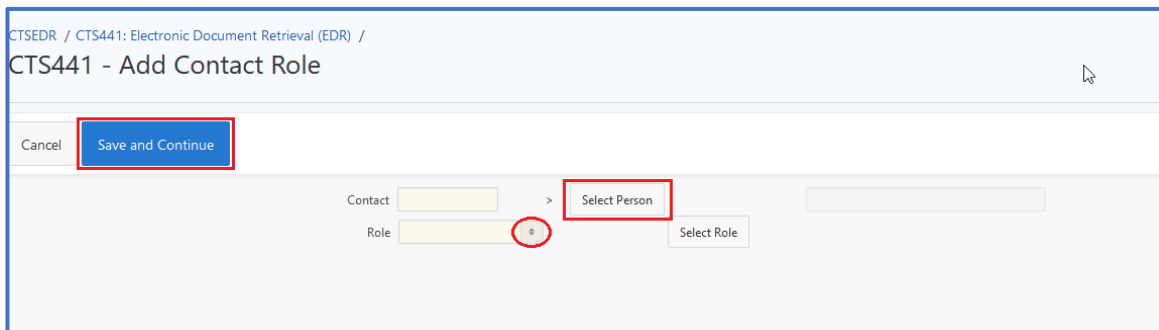 CTSEDR / CTS441: Electronic Document Retrieval (EDR) /
CTS441 - Add Contact Role
Cancel Save and Continue
Contact > Select Person
Role Select Role